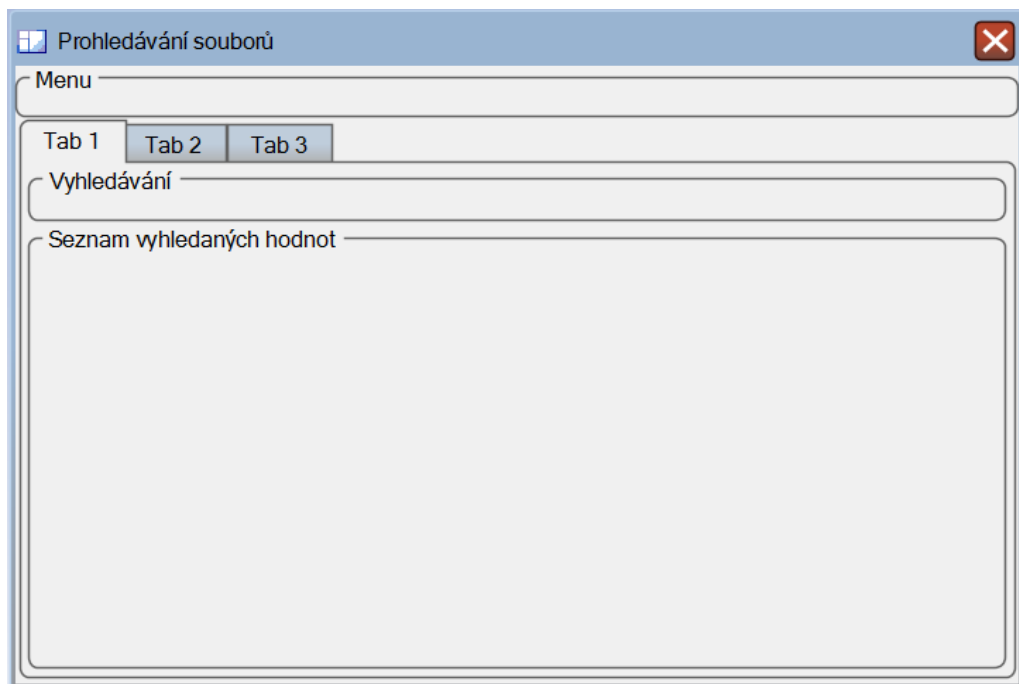 Prohledávání souborů
Menu
Tab 1 Tab 2 Tab 3
Vyhledávání
Seznam vyhledaných hodnot